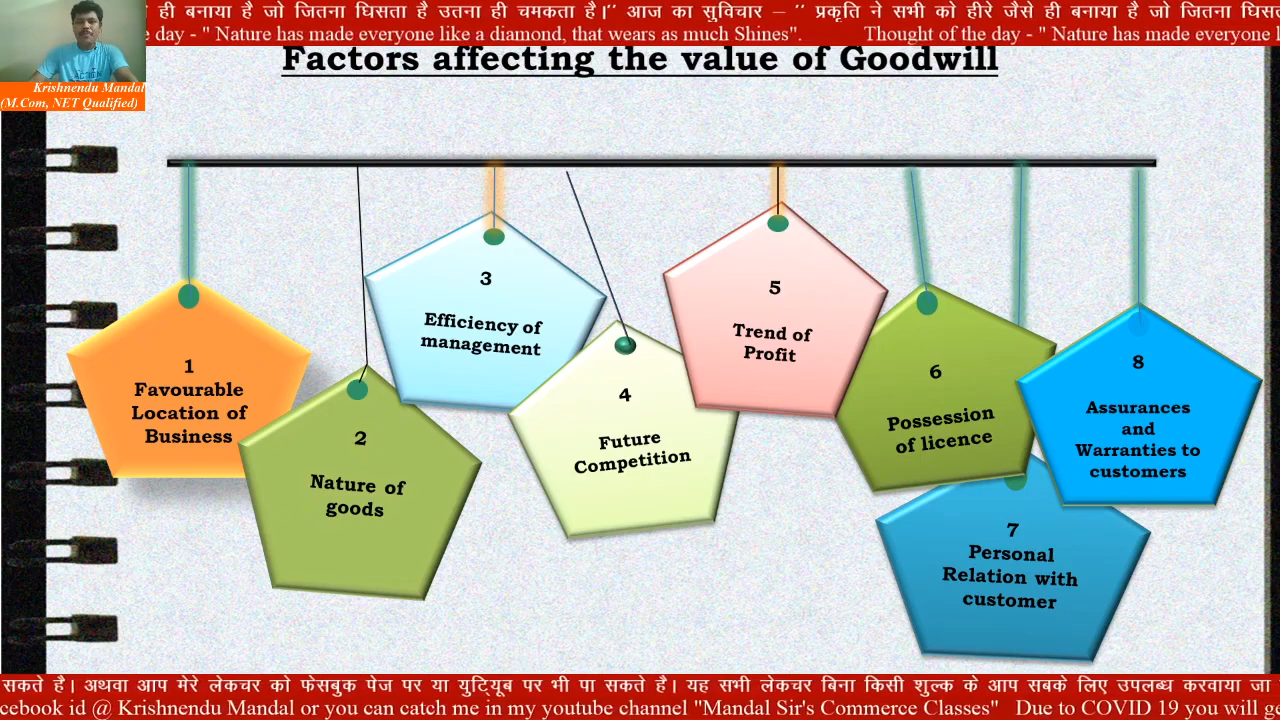 ही बनाया है जो जितना घिसता है उतना ही चमकता है।'' आज का सुविचार – '' प्रकृति ने सभी को हीरे जैसे ही बनाया है जो जितना
e day - " Nature has made everyone like a diamond, that wears as much Shines". Thought of the day - " Nature has made everyone
Factors affecting the value of Goodwill
Krishnendu Mandal
(M.Com, NET Qualified)
1
Favourable
Location of
Business
2
Nature of
goods
3
Efficiency of
management
4
Future
Competition
5
Trend of
Profit
6
Possession
of licence
7
Personal
Relation with
customer
8
Assurances
and
Warranties to
customers
सकते है। अथवा आप मेरे लेकचर को फेसबुक पेज पर या युटि्यूब पर भी पा सकते है। यह सभी लेकचर बिना किसी शुल्क के आप सबके लिए उपलब्ध करवाया जा
cebook id @ Krishnendu Mandal or you can catch me in my youtube channel "Mandal Sir's Commerce Classes" Due to COVID 19 you will ge